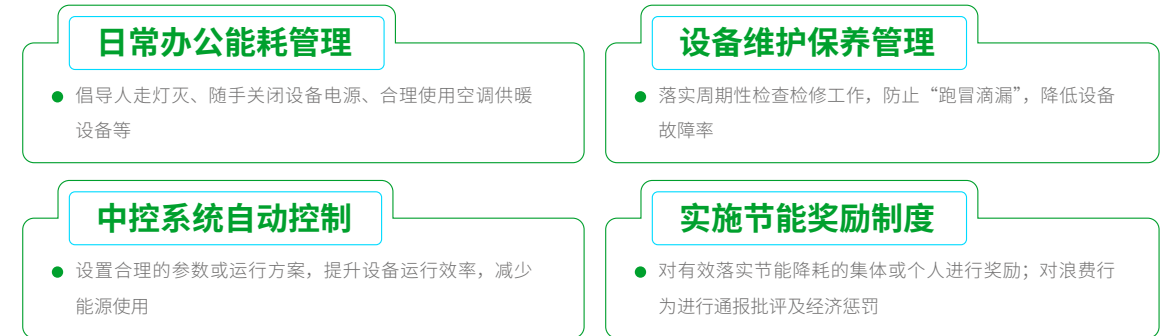 日常办公能耗管理
倡导人走灯灭、随手关闭设备电源、合理使用空调供暖
设备等
设备维护保养管理
落实周期性检查检修工作，防止“跑冒滴漏”，降低设备
故障率
中控系统自动控制
设置合理的参数或运行方案，提升设备运行效率，减少
能源使用
实施节能奖励制度
对有效落实节能降耗的集体或个人进行奖励；对浪费行
为进行通报批评及经济惩罚